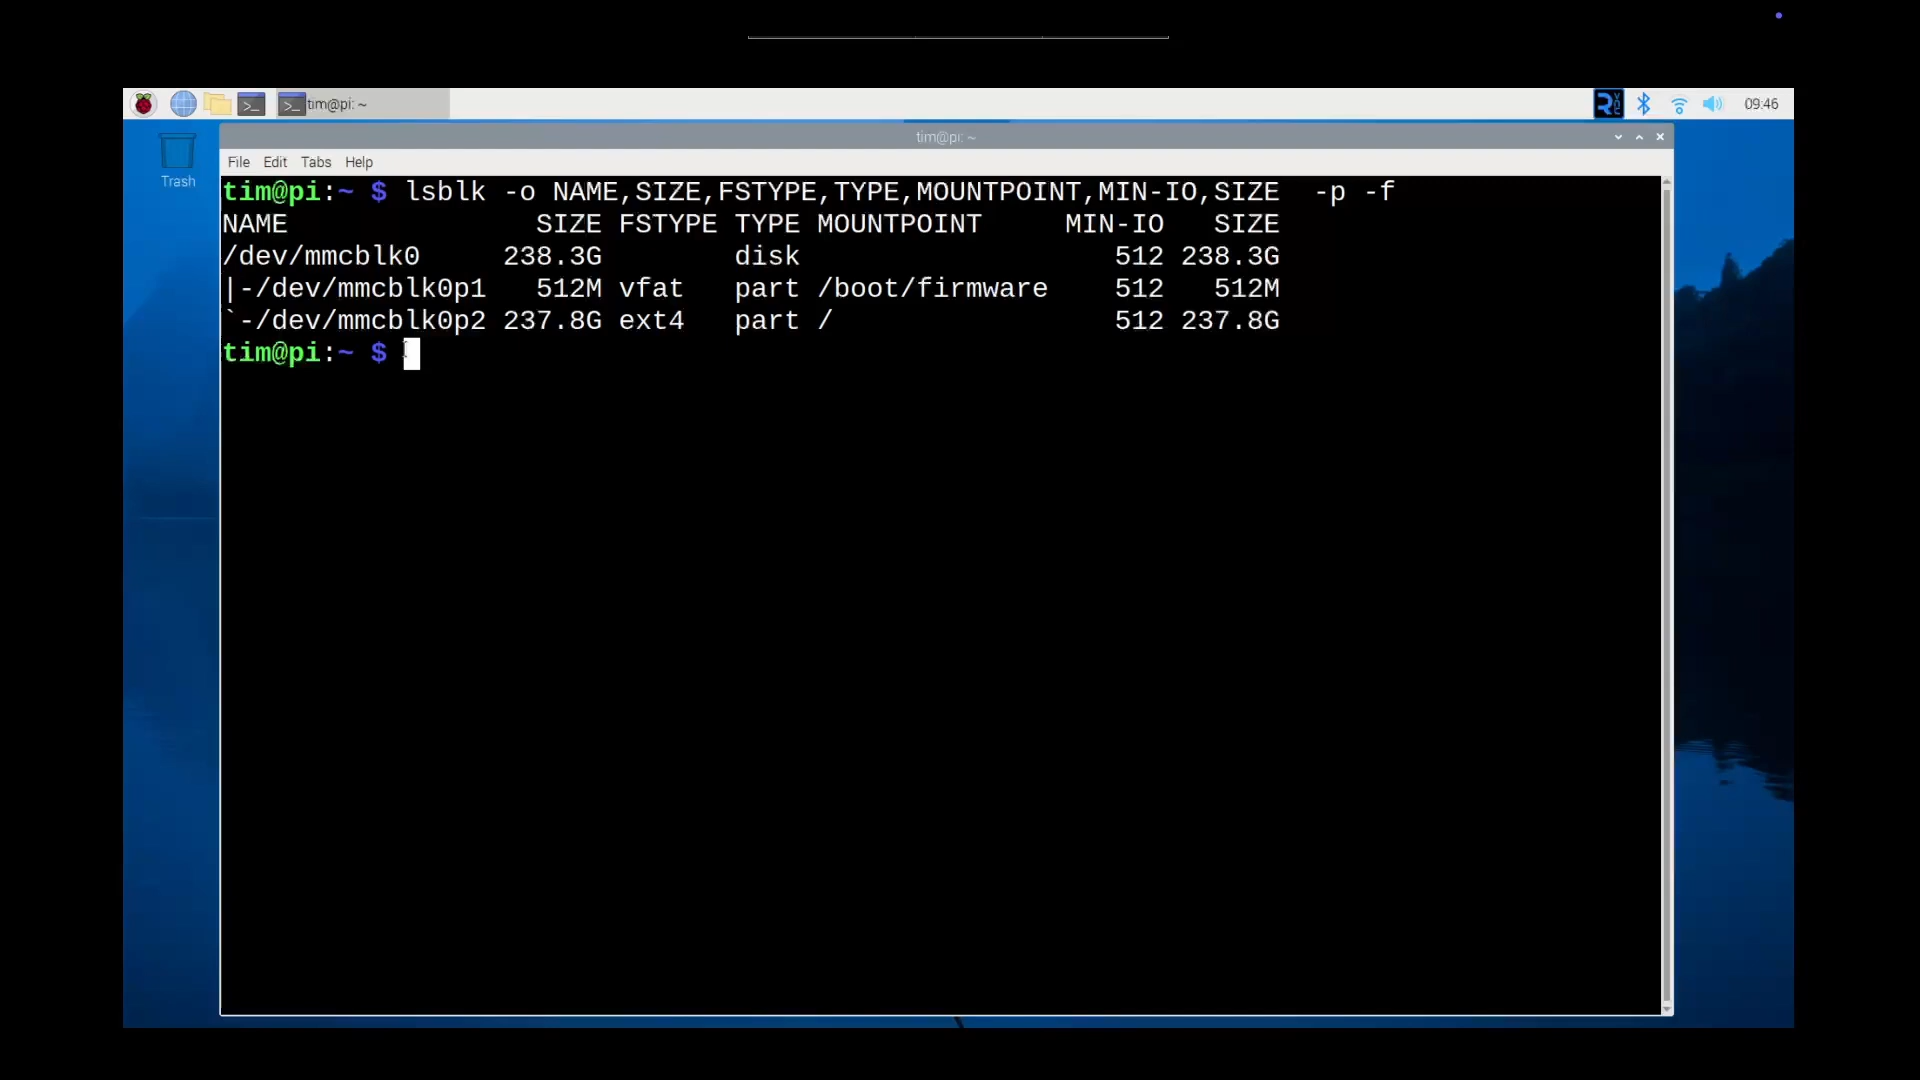 tim@pi: ~ 09:46
tim@pi: ~
Trash
File Edit Tabs Help
tim@pi:~ $ lsblk -o NAME,SIZE,FSTYPE,TYPE,MOUNTPOINT,MIN-IO,SIZE  -p -f
NAME               SIZE FSTYPE TYPE MOUNTPOINT     MIN-IO   SIZE
/dev/mmcblk0     238.3G        disk                   512 238.3G
|-/dev/mmcblk0p1   512M vfat   part /boot/firmware    512   512M
`-/dev/mmcblk0p2 237.8G ext4   part /                 512 237.8G
tim@pi:~ $